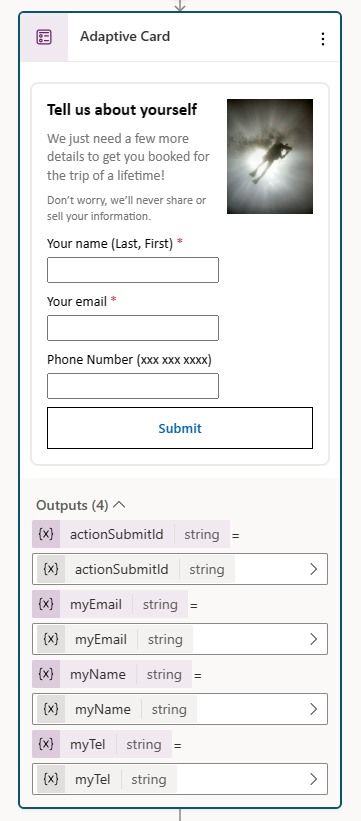 Adaptive Card
Tell us about yourself
We just need a few more
details to get you booked for
the trip of a lifetime!
Don't worry, we'll never share or
sell your information.
Your name (Last, First) *
Your email *
Phone Number (xxx xxx xxxx)
Submit
Outputs (4)
{x} actionSubmitId string =
{x} actionSubmitId string
{x} myEmail string =
{x} myEmail string
{x} myName string =
{x} myName string
{x} myTel string =
{x} myTel string